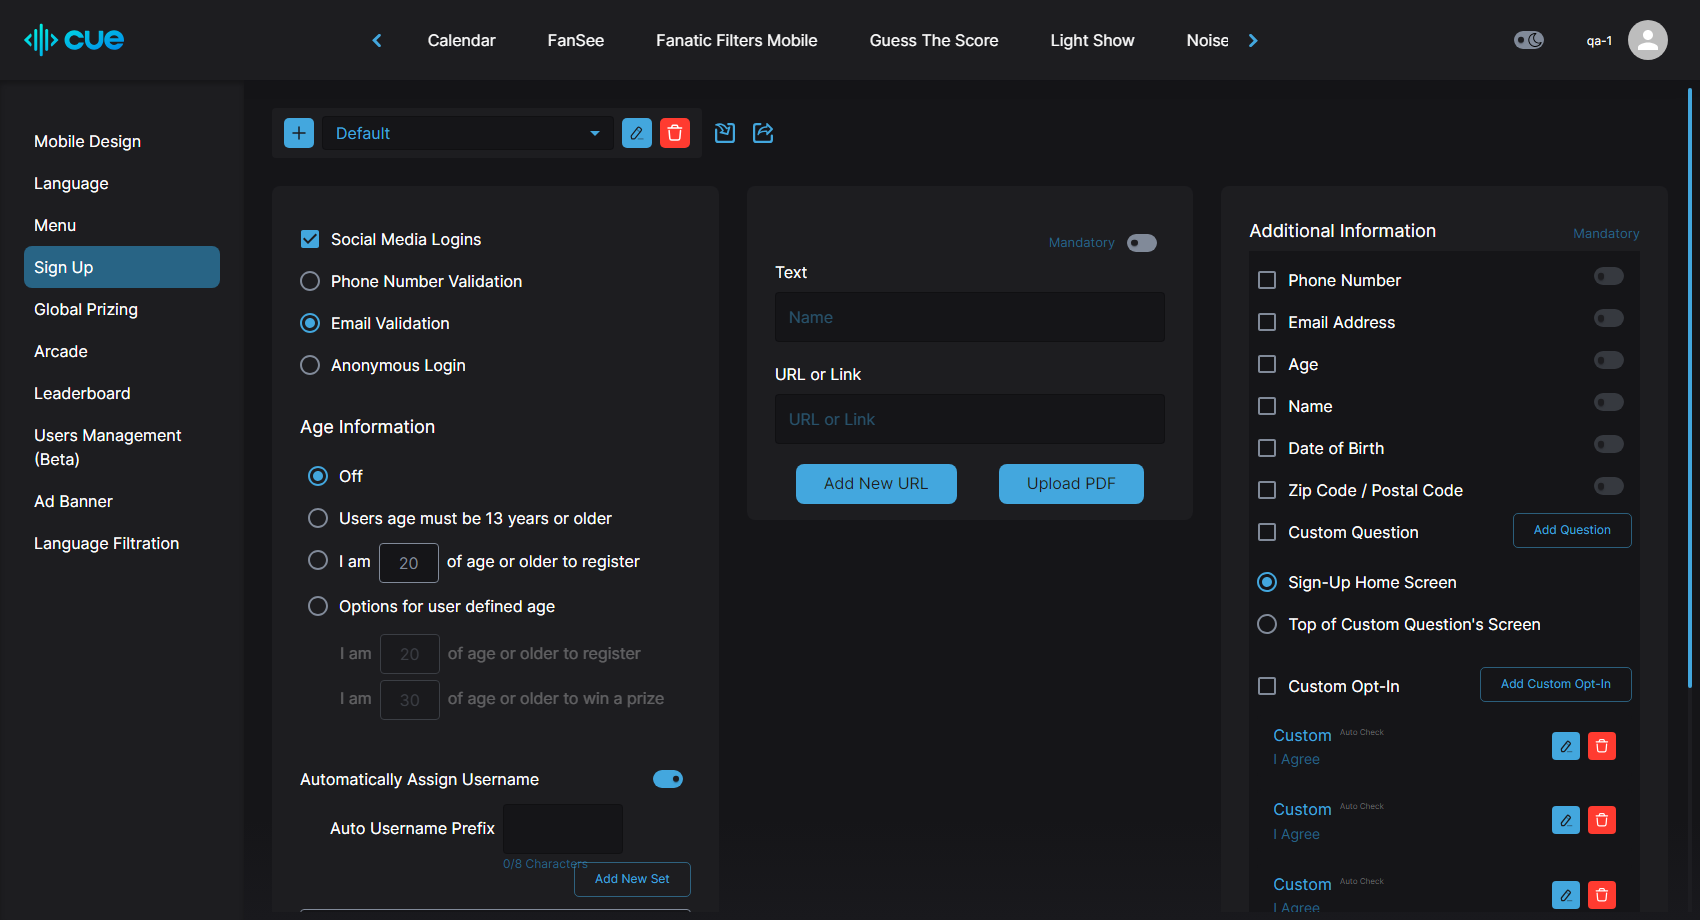 cue
Calendar
FanSee
Fanatic Filters Mobile
Guess The Score
Light Show
Noise
qa-1
Mobile Design
Language
Menu
Sign Up
Global Prizing
Arcade
Leaderboard
Users Management
(Beta)
Ad Banner
Language Filtration
Default
Social Media Logins
Phone Number Validation
Email Validation
Anonymous Login
Age Information
Off
Users age must be 13 years or older
I am 20 of age or older to register
Options for user defined age
I am 20 of age or older to register
I am 30 of age or older to win a prize
Automatically Assign Username
Auto Username Prefix
0/8 Characters
Add New Set
Mandatory
Text
Name
URL or Link
URL or Link
Add New URL
Upload PDF
Additional Information
Mandatory
Phone Number
Email Address
Age
Name
Date of Birth
Zip Code / Postal Code
Custom Question
Add Question
Sign-Up Home Screen
Top of Custom Question's Screen
Custom Opt-In
Add Custom Opt-In
Custom Auto Check
I Agree
Custom Auto Check
I Agree
Custom Auto Check
I Agree